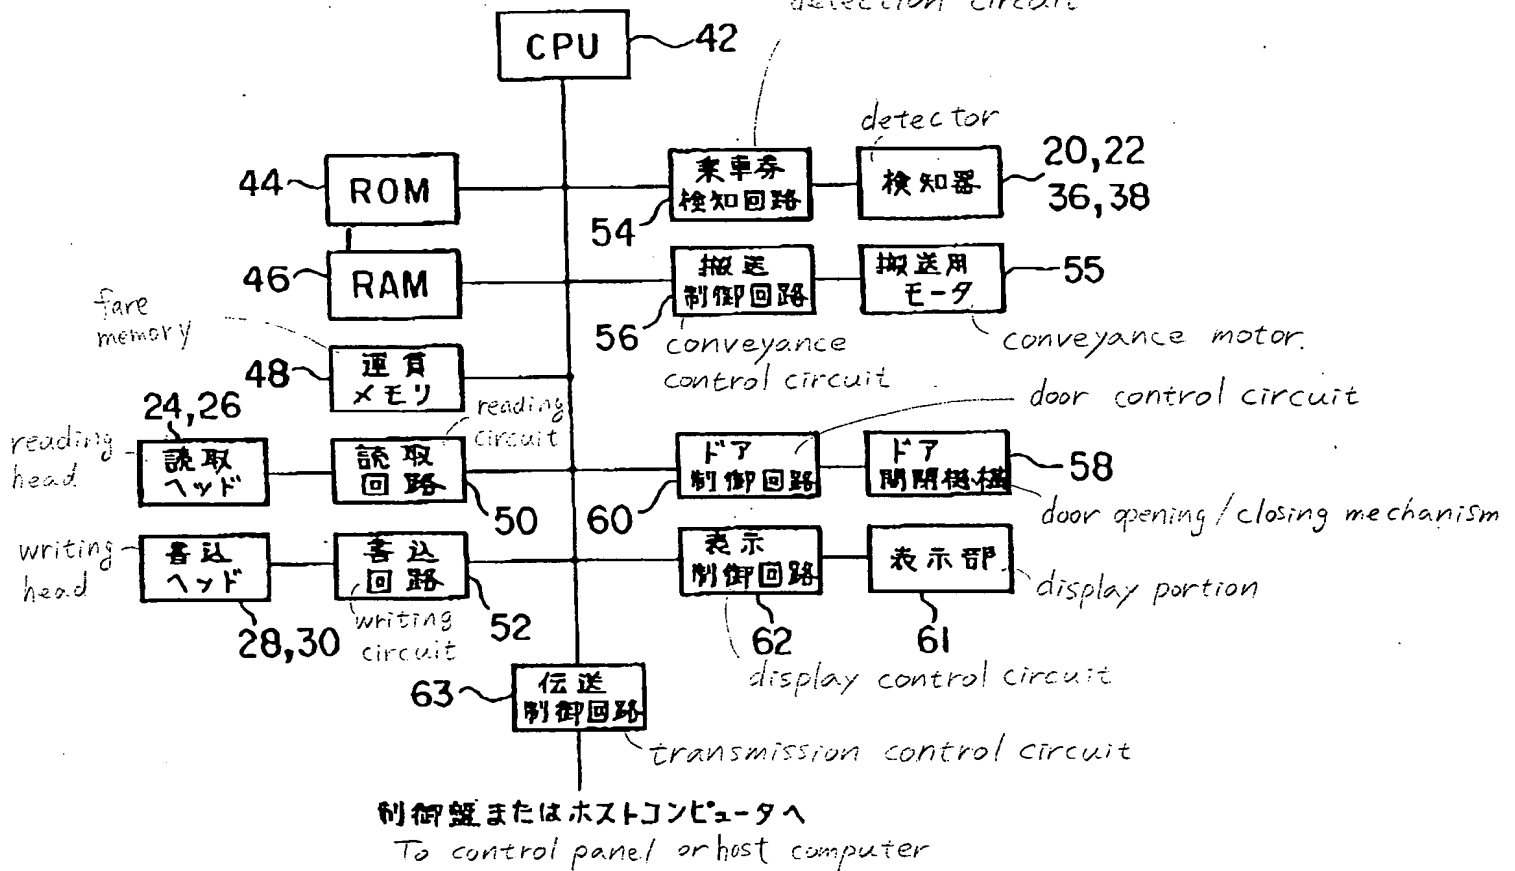 detection circuit
CPU
42
detector
44
ROM
乗車券
検知回路
54
検知器
20,22
36,38
46
RAM
搬送
制御回路
56
搬送用
モータ
55
conveyance
control circuit
conveyance motor.
fare
memory
48
運賃
メモリ
door control circuit
24,26
reading
head
読取
ヘッド
読取
回路
reading
circuit
50
ドア
制御回路
60
ドア
開閉機構
58
door opening/closing mechanism
writing
head
書込
ヘッド
28,30
書込
回路
52
writing
circuit
表示
制御回路
62
表示部
61
display portion
display control circuit
63
伝送
制御回路
transmission control circuit
制御盤またはホストコンピュータへ
To control panel or host computer